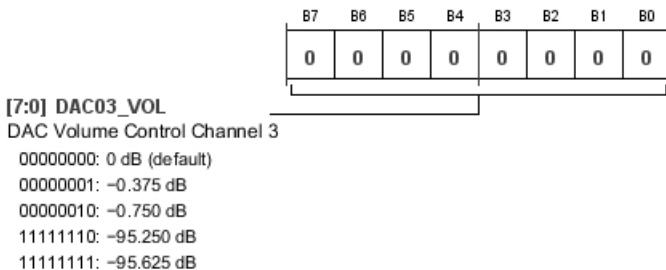 B7 B6 B5 B4 B3 B2 B1 B0
0 0 0 0 0 0 0 0
[7:0] DAC03_VOL
DAC Volume Control Channel 3
00000000: 0 dB (default)
00000001: −0.375 dB
00000010: −0.750 dB
11111110: −95.250 dB
11111111: −95.625 dB